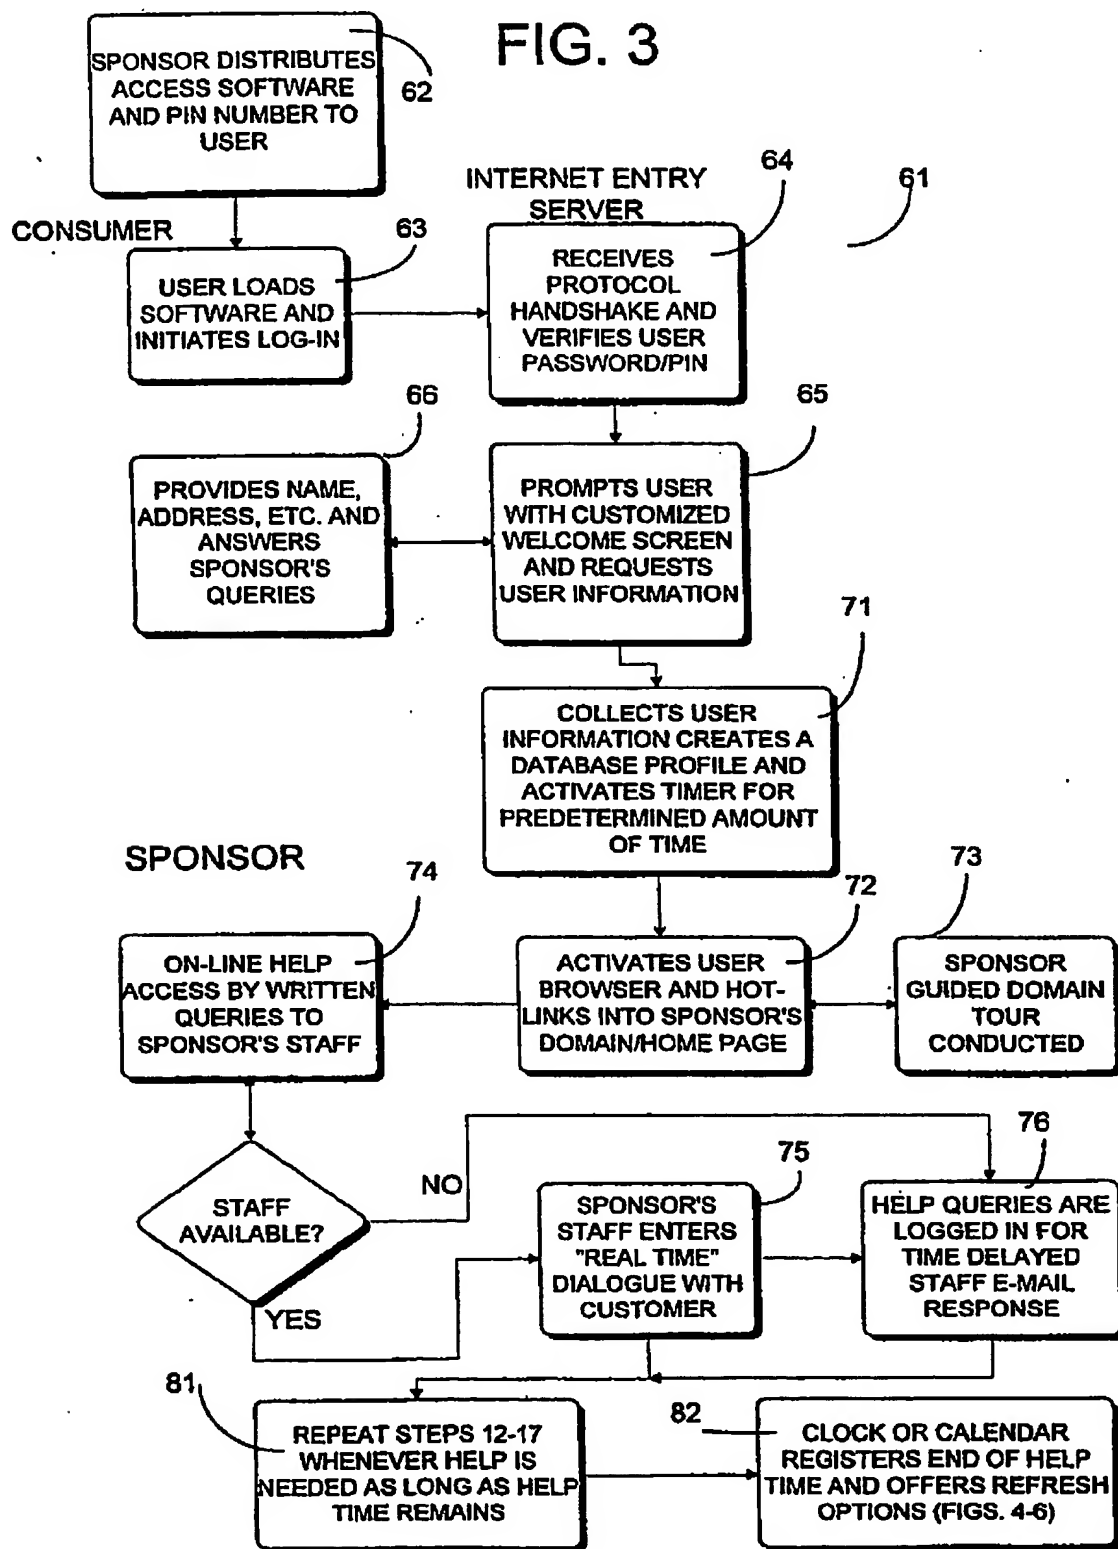 FIG. 3
SPONSOR DISTRIBUTES
ACCESS SOFTWARE
AND PIN NUMBER TO
USER
62
CONSUMER
63
USER LOADS
SOFTWARE AND
INITIATES LOG-IN
INTERNET ENTRY
SERVER
64
61
RECEIVES
PROTOCOL
HANDSHAKE AND
VERIFIES USER
PASSWORD/PIN
66
PROVIDES NAME,
ADDRESS, ETC. AND
ANSWERS
SPONSOR'S
QUERIES
65
PROMPTS USER
WITH CUSTOMIZED
WELCOME SCREEN
AND REQUESTS
USER INFORMATION
71
COLLECTS USER
INFORMATION CREATES A
DATABASE PROFILE AND
ACTIVATES TIMER FOR
PREDETERMINED AMOUNT
OF TIME
SPONSOR
74
ON-LINE HELP
ACCESS BY WRITTEN
QUERIES TO
SPONSOR'S STAFF
72
ACTIVATES USER
BROWSER AND HOT-
LINKS INTO SPONSOR'S
DOMAIN/HOME PAGE
73
SPONSOR
GUIDED DOMAIN
TOUR
CONDUCTED
STAFF
AVAILABLE?
NO
YES
75
SPONSOR'S
STAFF ENTERS
"REAL TIME"
DIALOGUE WITH
CUSTOMER
76
HELP QUERIES ARE
LOGGED IN FOR
TIME DELAYED
STAFF E-MAIL
RESPONSE
81
REPEAT STEPS 12-17
WHENEVER HELP IS
NEEDED AS LONG AS HELP
TIME REMAINS
82
CLOCK OR CALENDAR
REGISTERS END OF HELP
TIME AND OFFERS REFRESH
OPTIONS (FIGS. 4-6)